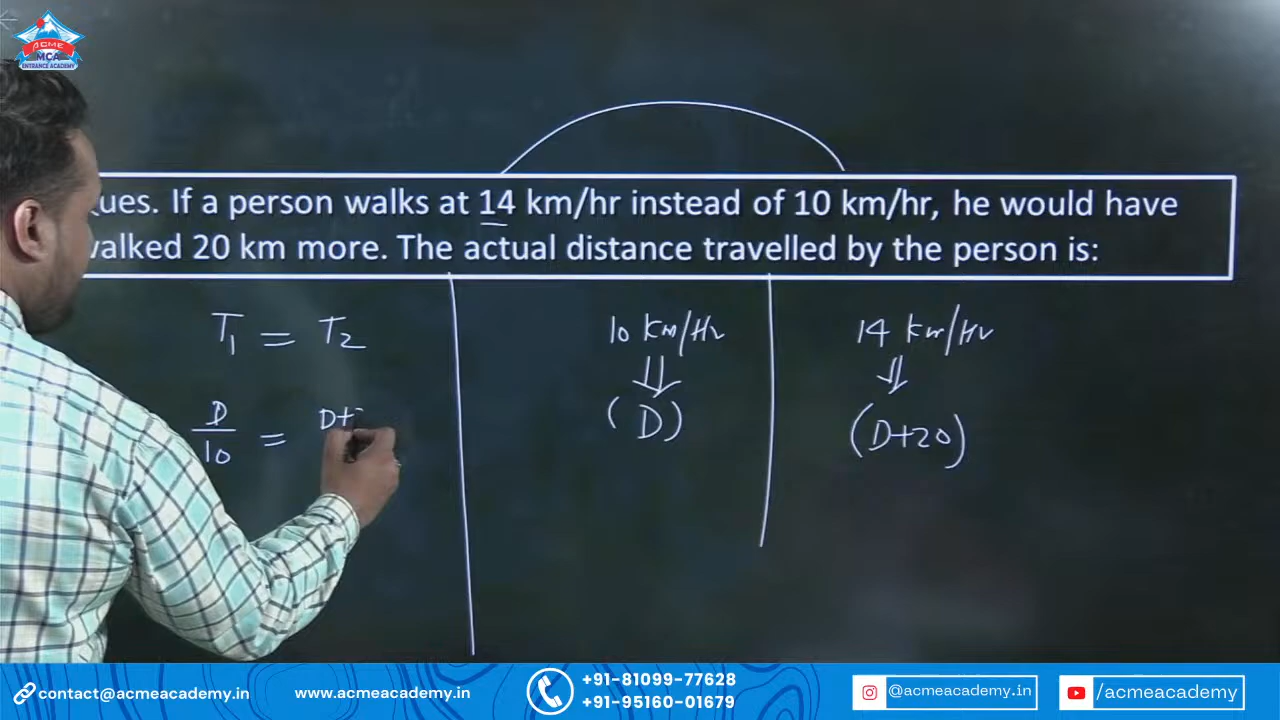 ACME
MCA
ENTRANCE ACADEMY
ues. If a person walks at 14 km/hr instead of 10 km/hr, he would have
walked 20 km more. The actual distance travelled by the person is:
T1 = T2
10 Km/Hr
14 Km/Hr
D/10 = D+
(D)
(D+20)
contact@acmeacademy.in
www.acmeacademy.in
+91-81099-77628
+91-95160-01679
@acmeacademy.in
/acmeacademy